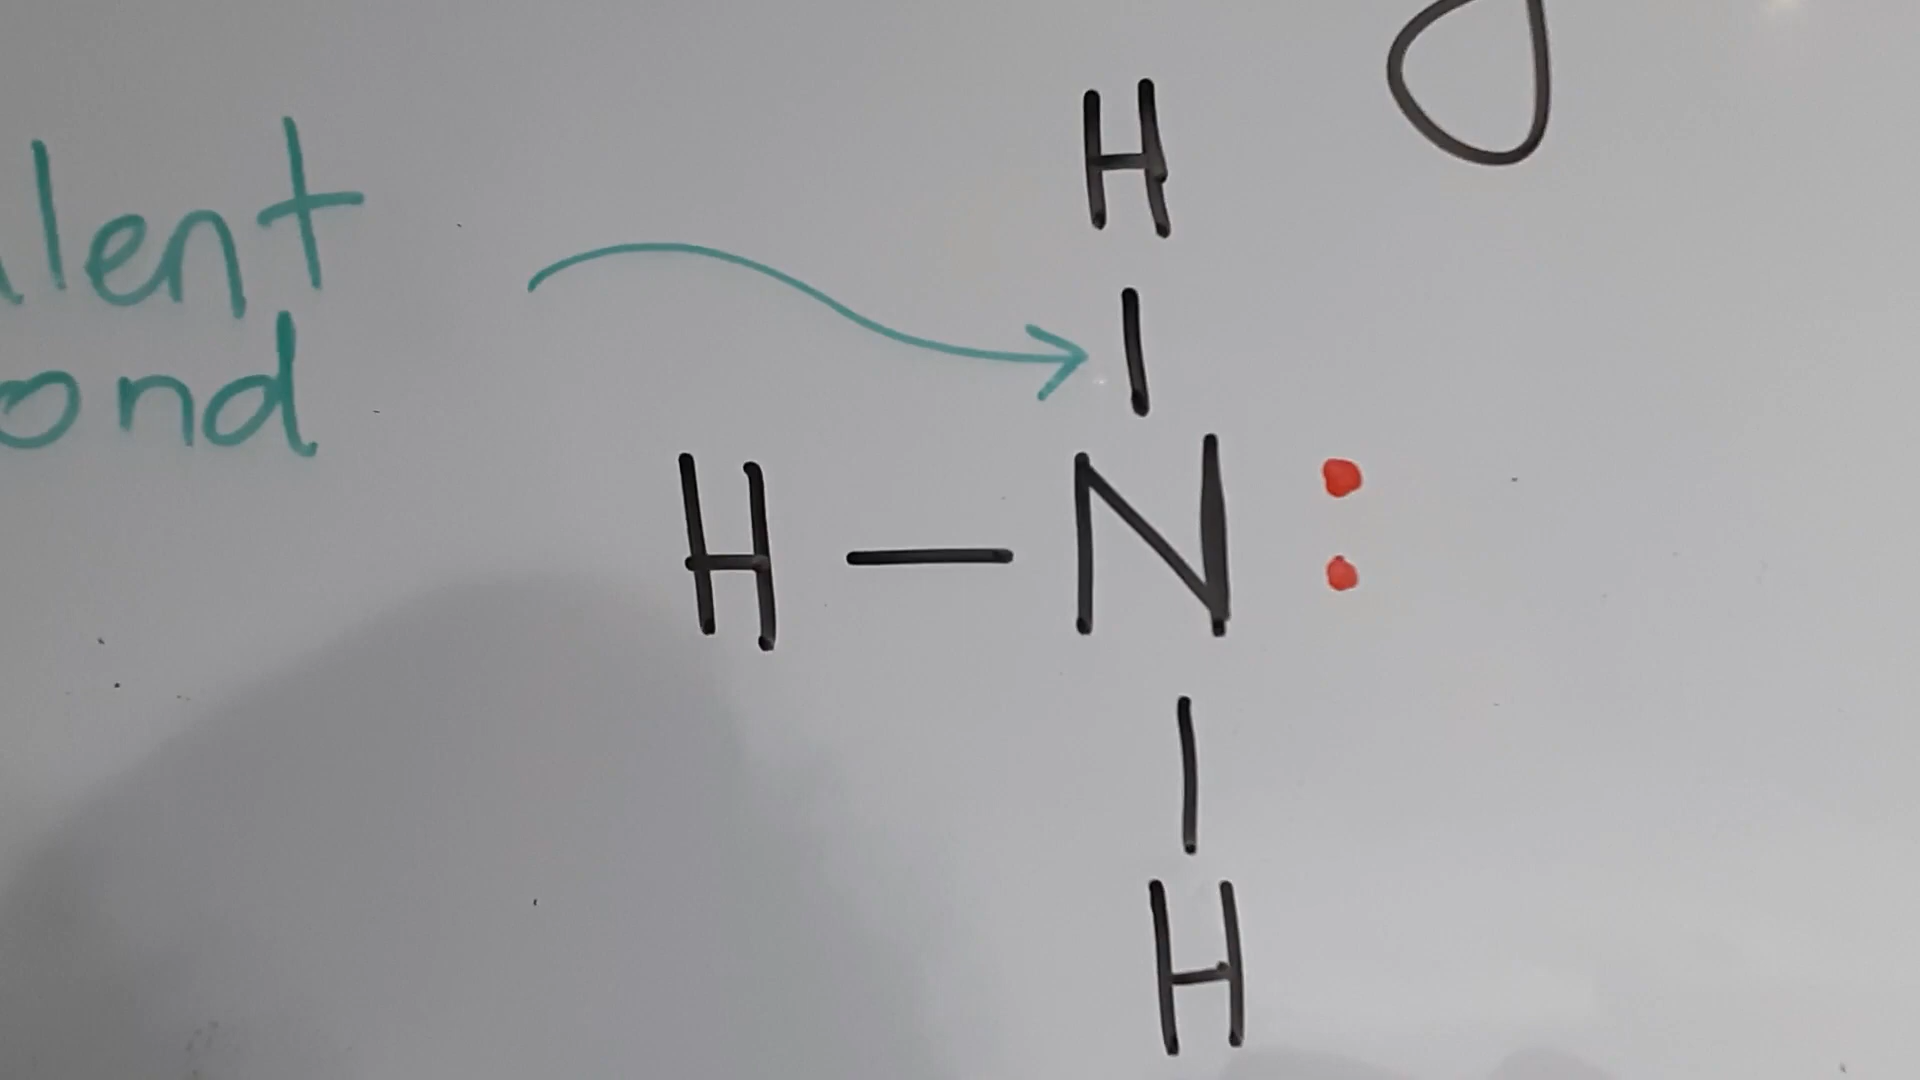 lent
ond
H
H — N :
H